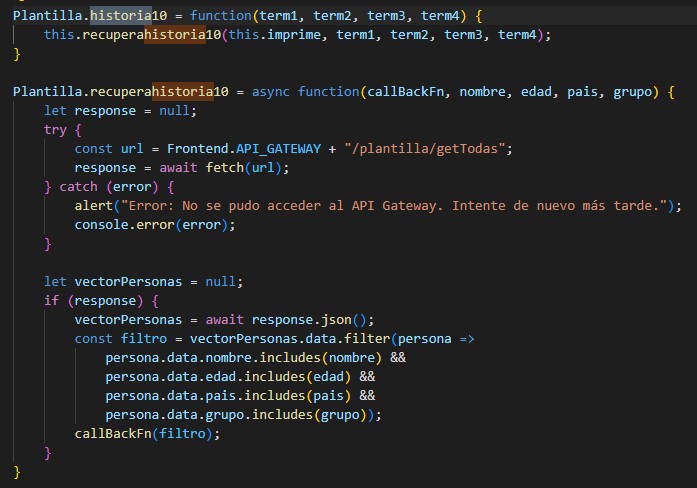 Plantilla.historia10 = function(term1, term2, term3, term4) {
this.recuperahistoria10(this.imprime, term1, term2, term3, term4);
}
Plantilla.recuperahistoria10 = async function(callBackFn, nombre, edad, pais, grupo) {
let response = null;
try {
const url = Frontend.API_GATEWAY + "/plantilla/getTodas";
response = await fetch(url);
} catch (error) {
alert("Error: No se pudo acceder al API Gateway. Intente de nuevo más tarde.");
console.error(error);
}
let vectorPersonas = null;
if (response) {
vectorPersonas = await response.json();
const filtro = vectorPersonas.data.filter(persona =>
persona.data.nombre.includes(nombre) &&
persona.data.edad.includes(edad) &&
persona.data.pais.includes(pais) &&
persona.data.grupo.includes(grupo));
callBackFn(filtro);
}
}